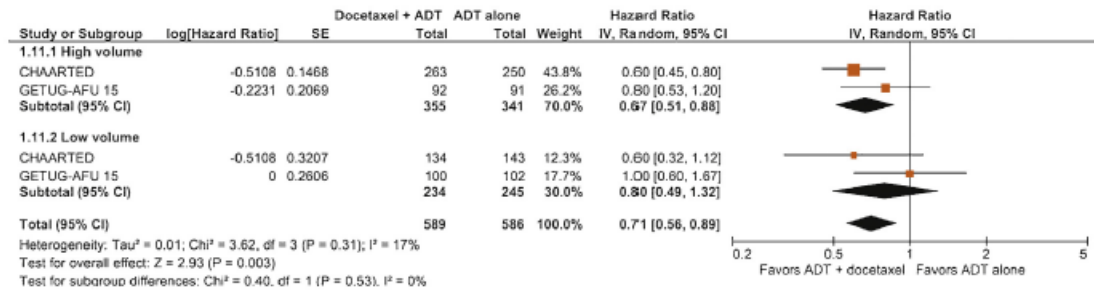 Docetaxel + ADT ADT alone Hazard Ratio Hazard Ratio
Study or Subgroup log[Hazard Ratio] SE Total Total Weight IV, Random, 95% CI IV, Random, 95% CI
1.11.1 High volume
CHAARTED -0.5108 0.1468 263 250 43.8% 0.60 [0.45, 0.80]
GETUG-AFU 15 -0.2231 0.2069 92 91 26.2% 0.80 [0.53, 1.20]
Subtotal (95% CI) 355 341 70.0% 0.67 [0.51, 0.88]
1.11.2 Low volume
CHAARTED -0.5108 0.3207 134 143 12.3% 0.60 [0.32, 1.12]
GETUG-AFU 15 0 0.2606 100 102 17.7% 1.00 [0.60, 1.67]
Subtotal (95% CI) 234 245 30.0% 0.80 [0.49, 1.32]
Total (95% CI) 589 586 100.0% 0.71 [0.56, 0.89]
Heterogeneity: Tau² = 0.01; Chi² = 3.62, df = 3 (P = 0.31); I² = 17%
Test for overall effect: Z = 2.93 (P = 0.003)
Test for subgroup differences: Chi² = 0.40, df = 1 (P = 0.53), I² = 0%
0.2 0.5 1 2 5
Favors ADT + docetaxel Favors ADT alone